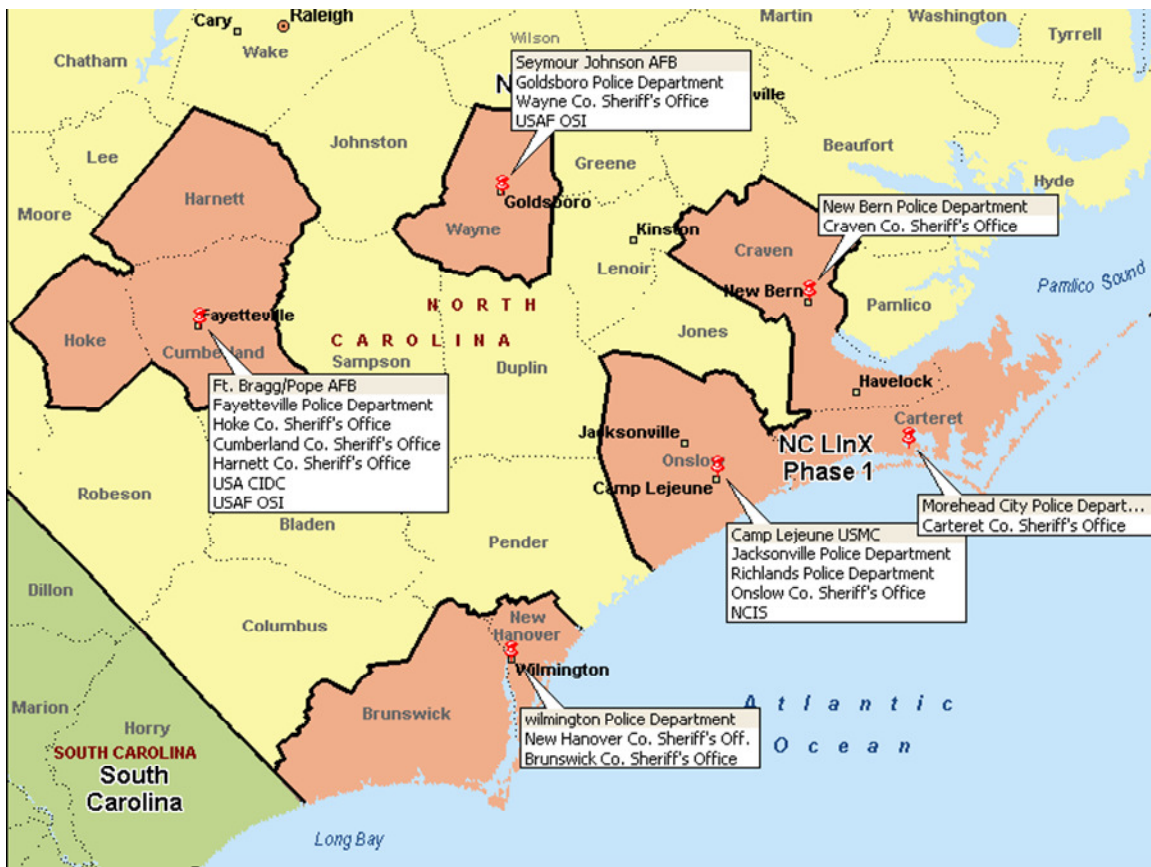 Cary
Raleigh
Wake
Chatham
Wilson
Martin
Washington
Tyrrell
Seymour Johnson AFB
Goldsboro Police Department
Wayne Co. Sheriff's Office
USAF OSI
N
ville
Johnston
Greene
Beaufort
Hyde
Lee
Harnett
Moore
Goldsboro
Wayne
Kinston
Lenoir
New Bern Police Department
Craven Co. Sheriff's Office
Craven
New Bern
Pamlico
Pamlico Sound
NORTH
CAROLINA
Fayetteville
Hoke
Cumberland
Sampson
Duplin
Jones
Havelock
Carteret
Ft. Bragg/Pope AFB
Fayetteville Police Department
Hoke Co. Sheriff's Office
Cumberland Co. Sheriff's Office
Harnett Co. Sheriff's Office
USA CIDC
USAF OSI
Jacksonville
Onslow
Camp Lejeune
NC LInX
Phase 1
Morehead City Police Depart...
Carteret Co. Sheriff's Office
Camp Lejeune USMC
Jacksonville Police Department
Richlands Police Department
Onslow Co. Sheriff's Office
NCIS
Robeson
Bladen
Pender
Dillon
Columbus
New
Hanover
Wilmington
Brunswick
wilmington Police Department
New Hanover Co. Sheriff's Off.
Brunswick Co. Sheriff's Office
Atlantic
Ocean
Marion
Horry
SOUTH CAROLINA
South
Carolina
Long Bay